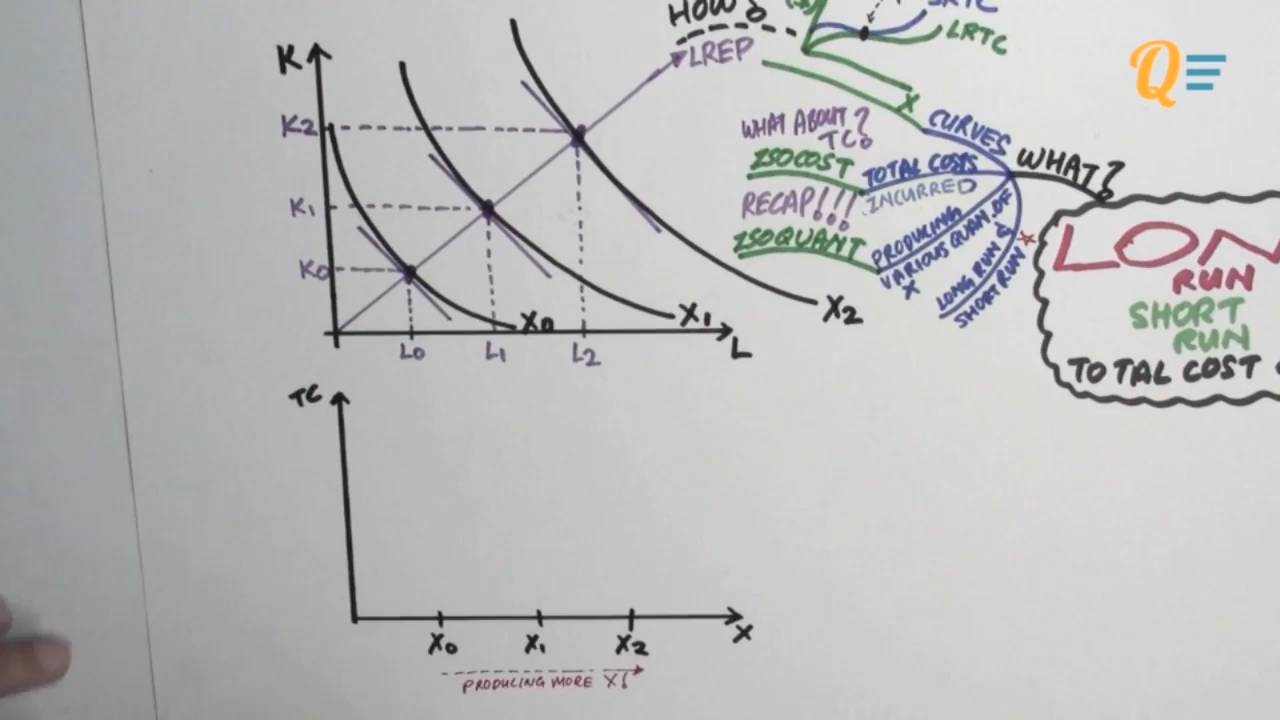 HOW?
SRTC
LRTC
LREP
X
K
K2
K1
K0
X0
X1
X2
L0
L1
L2
L
WHAT ABOUT?
TC?
ISOCOST
RECAP!!!
ISOQUANT
CURVES
TOTAL COSTS
INCURRED
PRODUCING
VARIOUS QUAN. OF
X
LONG RUN &
SHORT RUN
WHAT?
LON
RUN
SHORT
RUN
TOTAL COST
TC
X0
X1
X2
X
PRODUCING MORE X!
Q